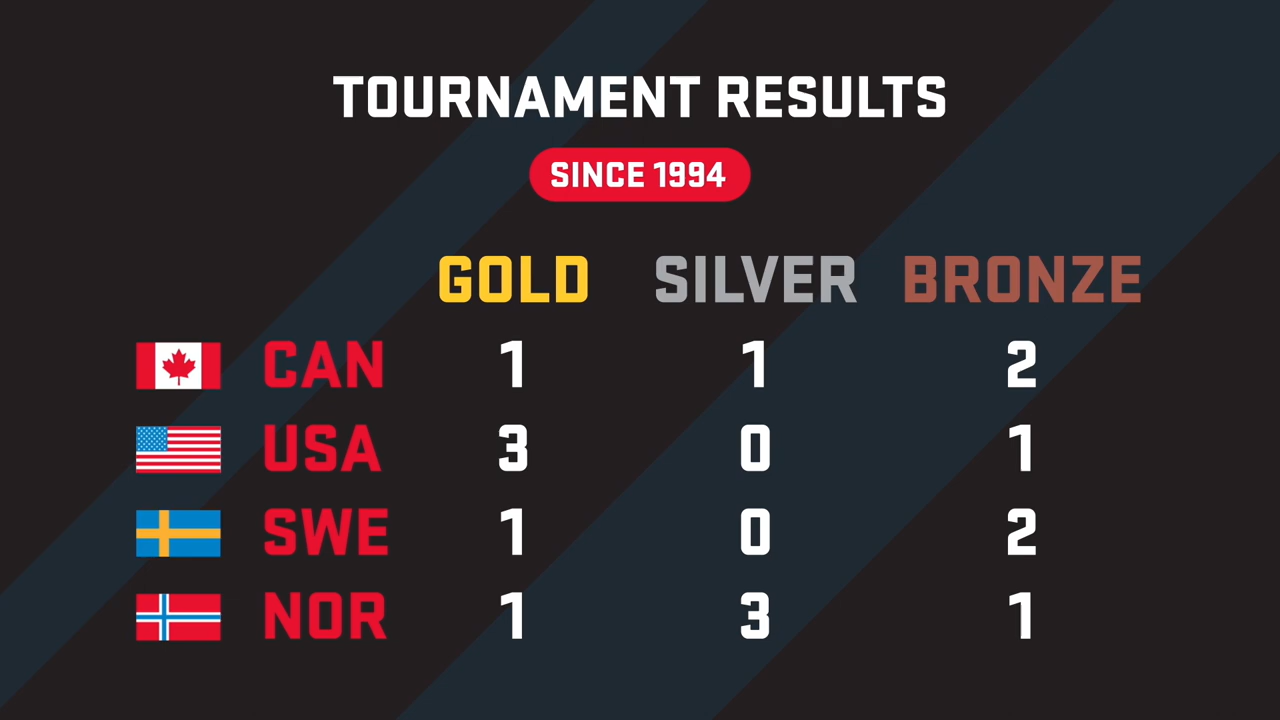 TOURNAMENT RESULTS
SINCE 1994
GOLD SILVER BRONZE
CAN 1 1 2
USA 3 0 1
SWE 1 0 2
NOR 1 3 1